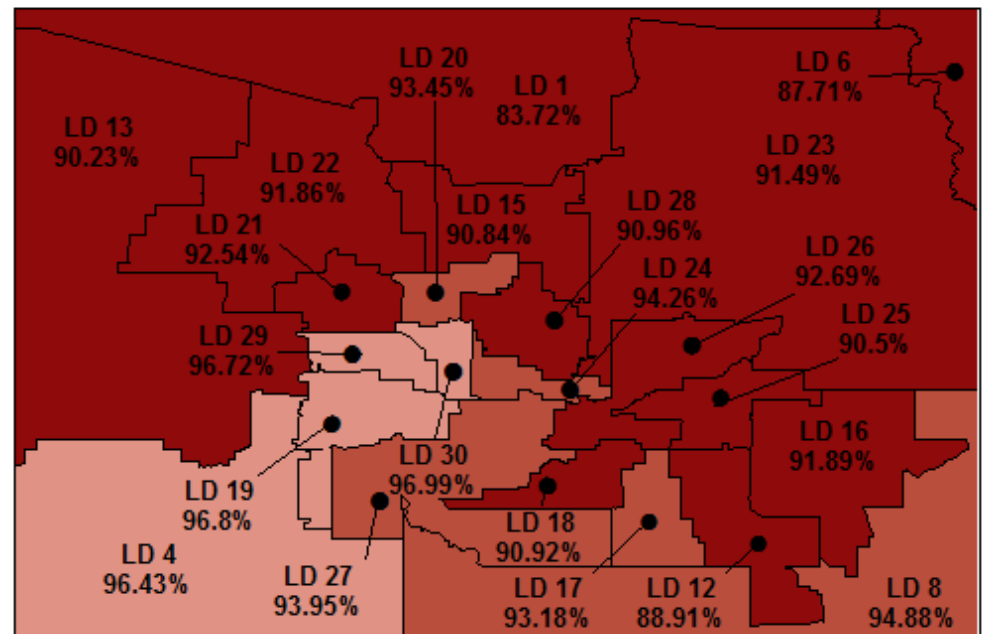 LD 20
93.45%
LD 1
83.72%
LD 6
87.71%
LD 13
90.23%
LD 22
91.86%
LD 23
91.49%
LD 15
90.84%
LD 28
90.96%
LD 21
92.54%
LD 26
92.69%
LD 24
94.26%
LD 25
90.5%
LD 29
96.72%
LD 16
91.89%
LD 30
96.99%
LD 19
96.8%
LD 18
90.92%
LD 4
96.43%
LD 27
93.95%
LD 17
93.18%
LD 12
88.91%
LD 8
94.88%